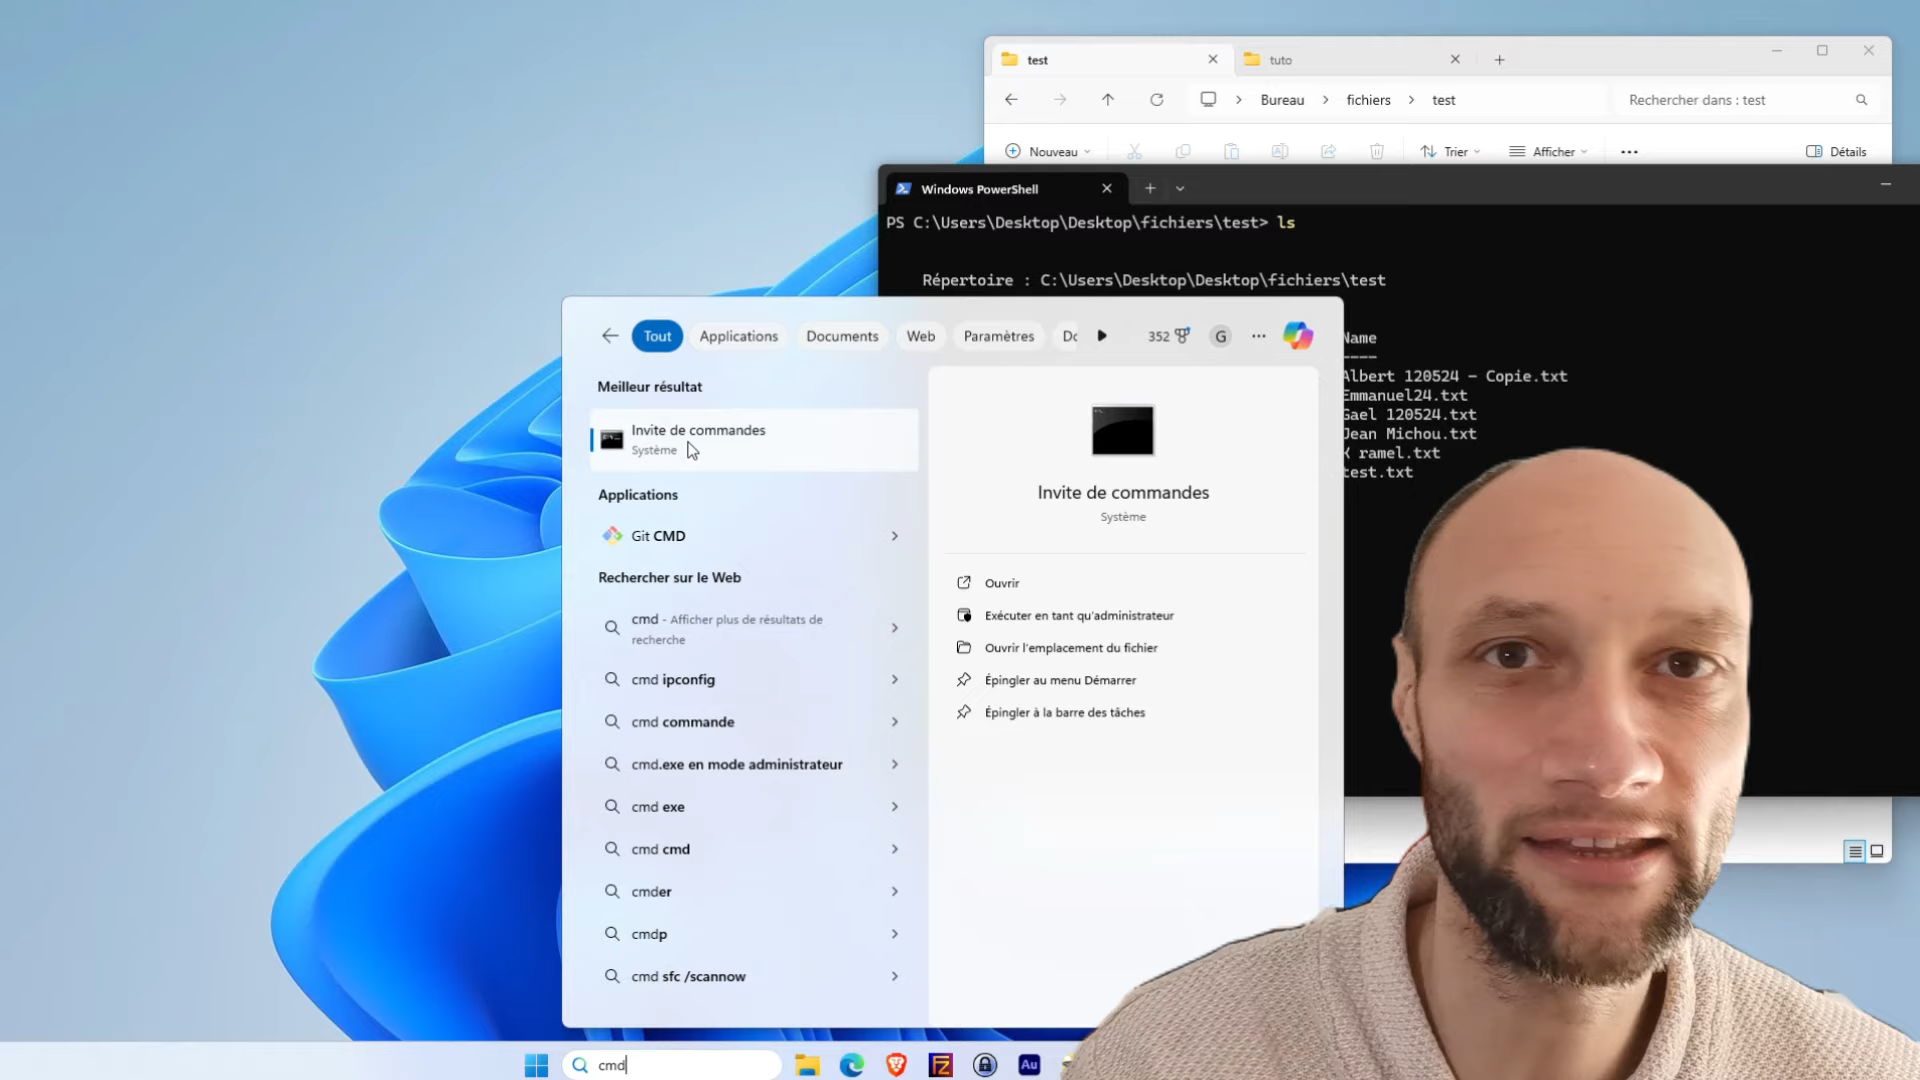 test
tuto
Bureau
fichiers
test
Rechercher dans : test
Nouveau
Trier
Afficher
Détails
Windows PowerShell
PS C:\Users\Desktop\Desktop\fichiers\test> ls
Répertoire : C:\Users\Desktop\Desktop\fichiers\test
Name
----
Albert 120524 - Copie.txt
Emmanuel24.txt
Gael 120524.txt
Jean Michou.txt
ramel.txt
test.txt
Tout
Applications
Documents
Web
Paramètres
352
G
Meilleur résultat
Invite de commandes
Système
Applications
Git CMD
Rechercher sur le Web
cmd - Afficher plus de résultats de
recherche
cmd ipconfig
cmd commande
cmd.exe en mode administrateur
cmd exe
cmd cmd
cmder
cmdp
cmd sfc /scannow
Invite de commandes
Système
Ouvrir
Exécuter en tant qu'administrateur
Ouvrir l'emplacement du fichier
Épingler au menu Démarrer
Épingler à la barre des tâches
cmd
Au